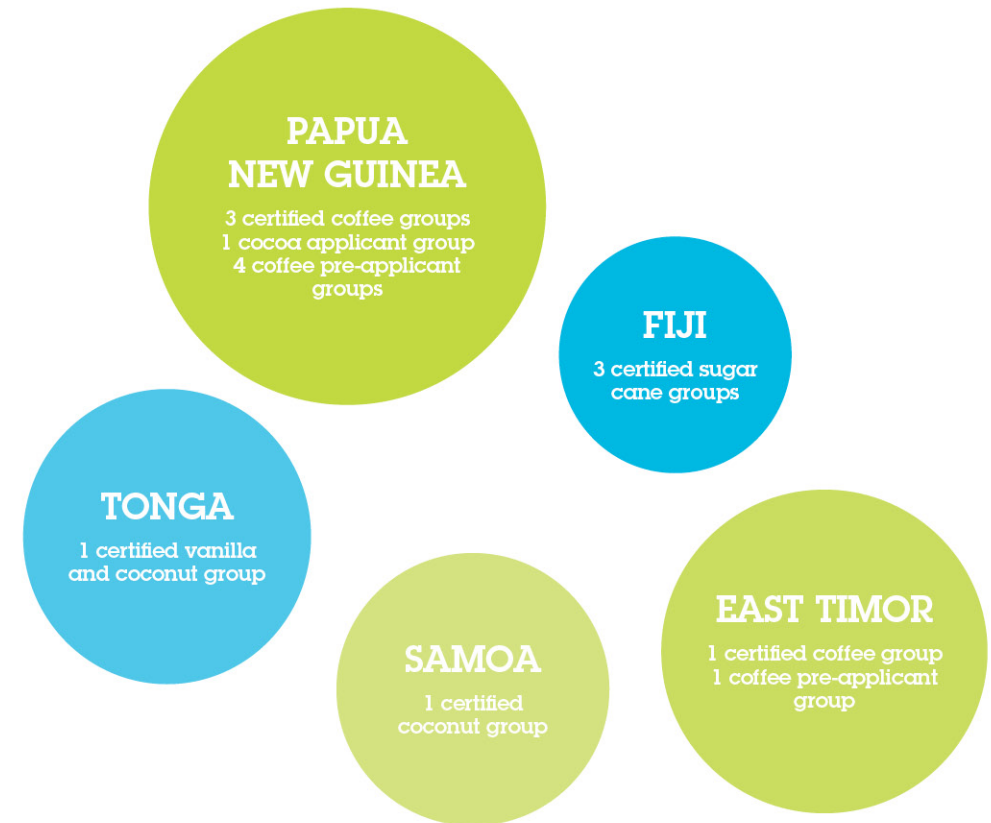 PAPUA
NEW GUINEA
3 certified coffee groups
1 cocoa applicant group
4 coffee pre-applicant
groups
FIJI
3 certified sugar
cane groups
TONGA
1 certified vanilla
and coconut group
SAMOA
1 certified
coconut group
EAST TIMOR
1 certified coffee group
1 coffee pre-applicant
group